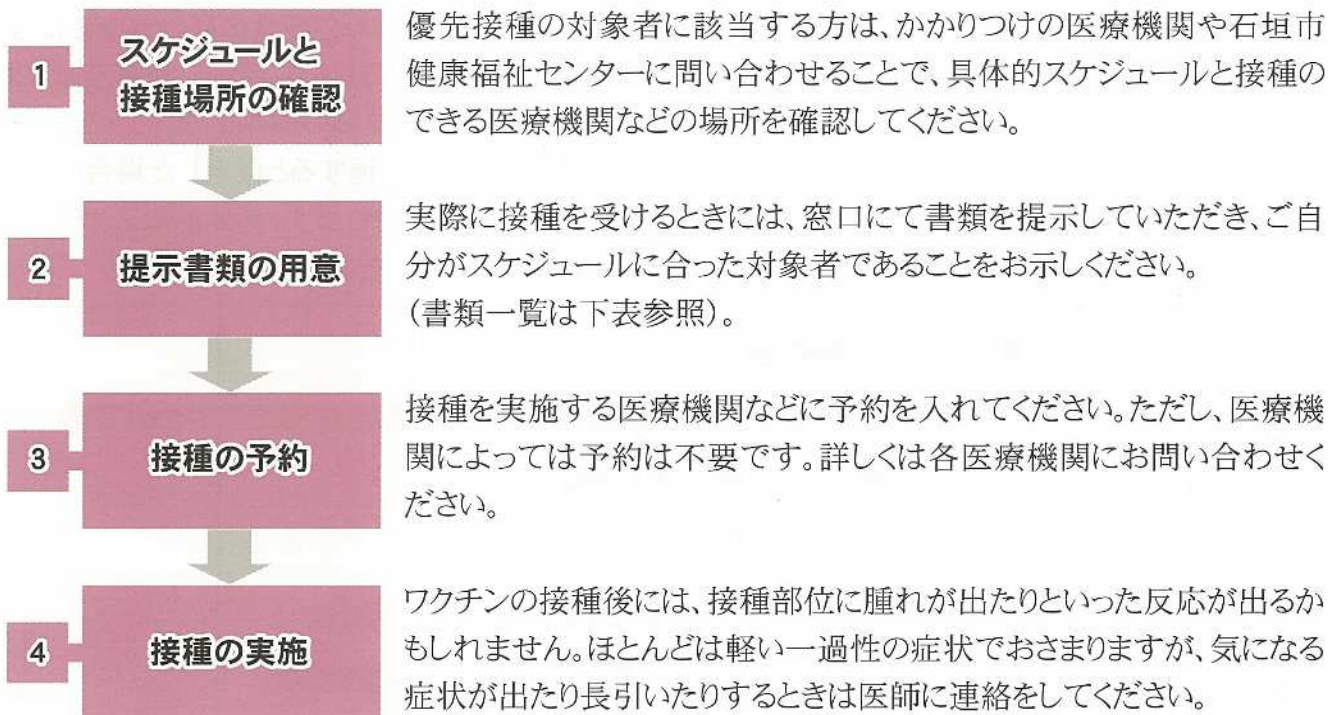 1
スケジュールと
接種場所の確認
優先接種の対象者に該当する方は、かかりつけの医療機関や石垣市
健康福祉センターに問い合わせることで、具体的スケジュールと接種の
できる医療機関などの場所を確認してください。
2
提示書類の用意
実際に接種を受けるときには、窓口にて書類を提示していただき、ご自
分がスケジュールに合った対象者であることをお示しください。
(書類一覧は下表参照)。
3
接種の予約
接種を実施する医療機関などに予約を入れてください。ただし、医療機
関によっては予約は不要です。詳しくは各医療機関にお問い合わせく
ださい。
4
接種の実施
ワクチンの接種後には、接種部位に腫れが出たりといった反応が出るか
もしれません。ほとんどは軽い一過性の症状でおさまりますが、気になる
症状が出たり長引いたりするときは医師に連絡をしてください。